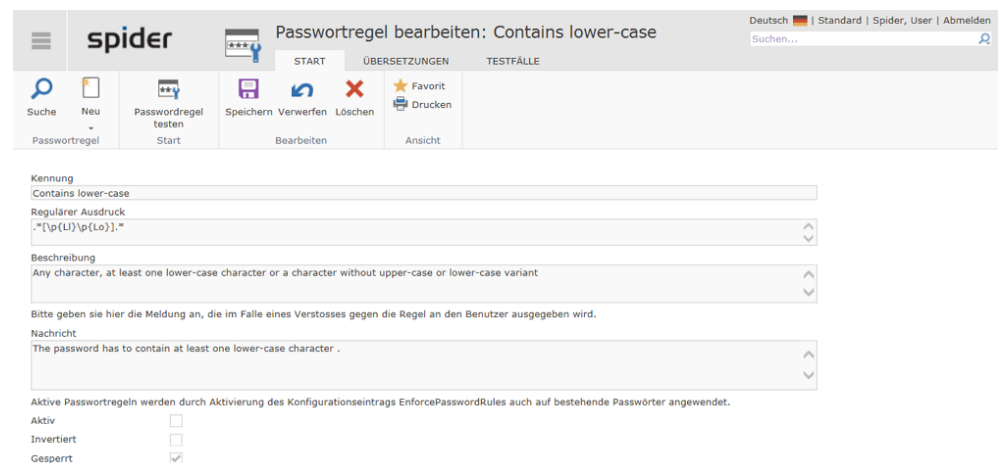 Deutsch | Standard | Spider, User | Abmelden
spider
Passwortregel bearbeiten: Contains lower-case
Suchen...
START ÜBERSETZUNGEN TESTFÄLLE
Suche
Neu
Passwortregel
Passwordregel testen
Start
Speichern Verwerfen Löschen
Bearbeiten
Favorit
Drucken
Ansicht
Kennung
Contains lower-case
Regulärer Ausdruck
.*[\p{Ll}\p{Lo}].*
Beschreibung
Any character, at least one lower-case character or a character without upper-case or lower-case variant
Bitte geben sie hier die Meldung an, die im Falle eines Verstosses gegen die Regel an den Benutzer ausgegeben wird.
Nachricht
The password has to contain at least one lower-case character .
Aktive Passwortregeln werden durch Aktivierung des Konfigurationseintrags EnforcePasswordRules auch auf bestehende Passwörter angewendet.
Aktiv
Invertiert
Gesperrt